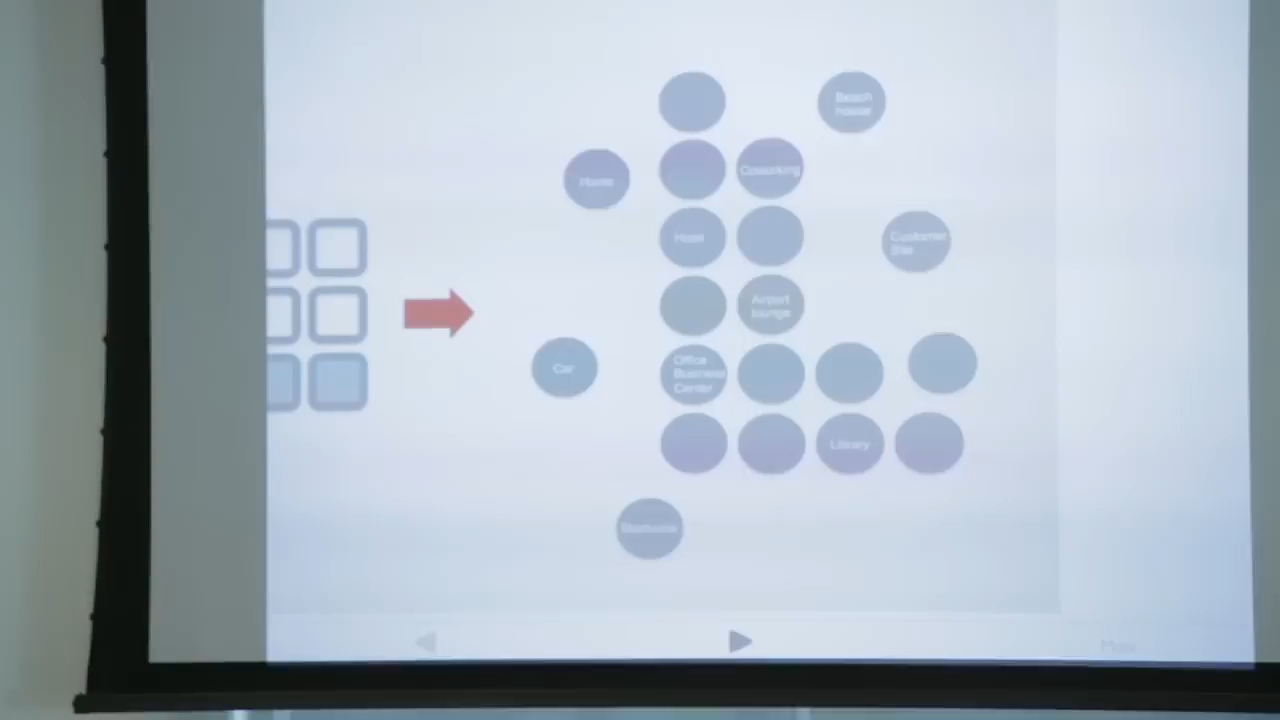 Beach
house
Coworking
Home
Hotel
Customer
Site
Airport
lounge
Office
Business
Center
Car
Library
Starbucks